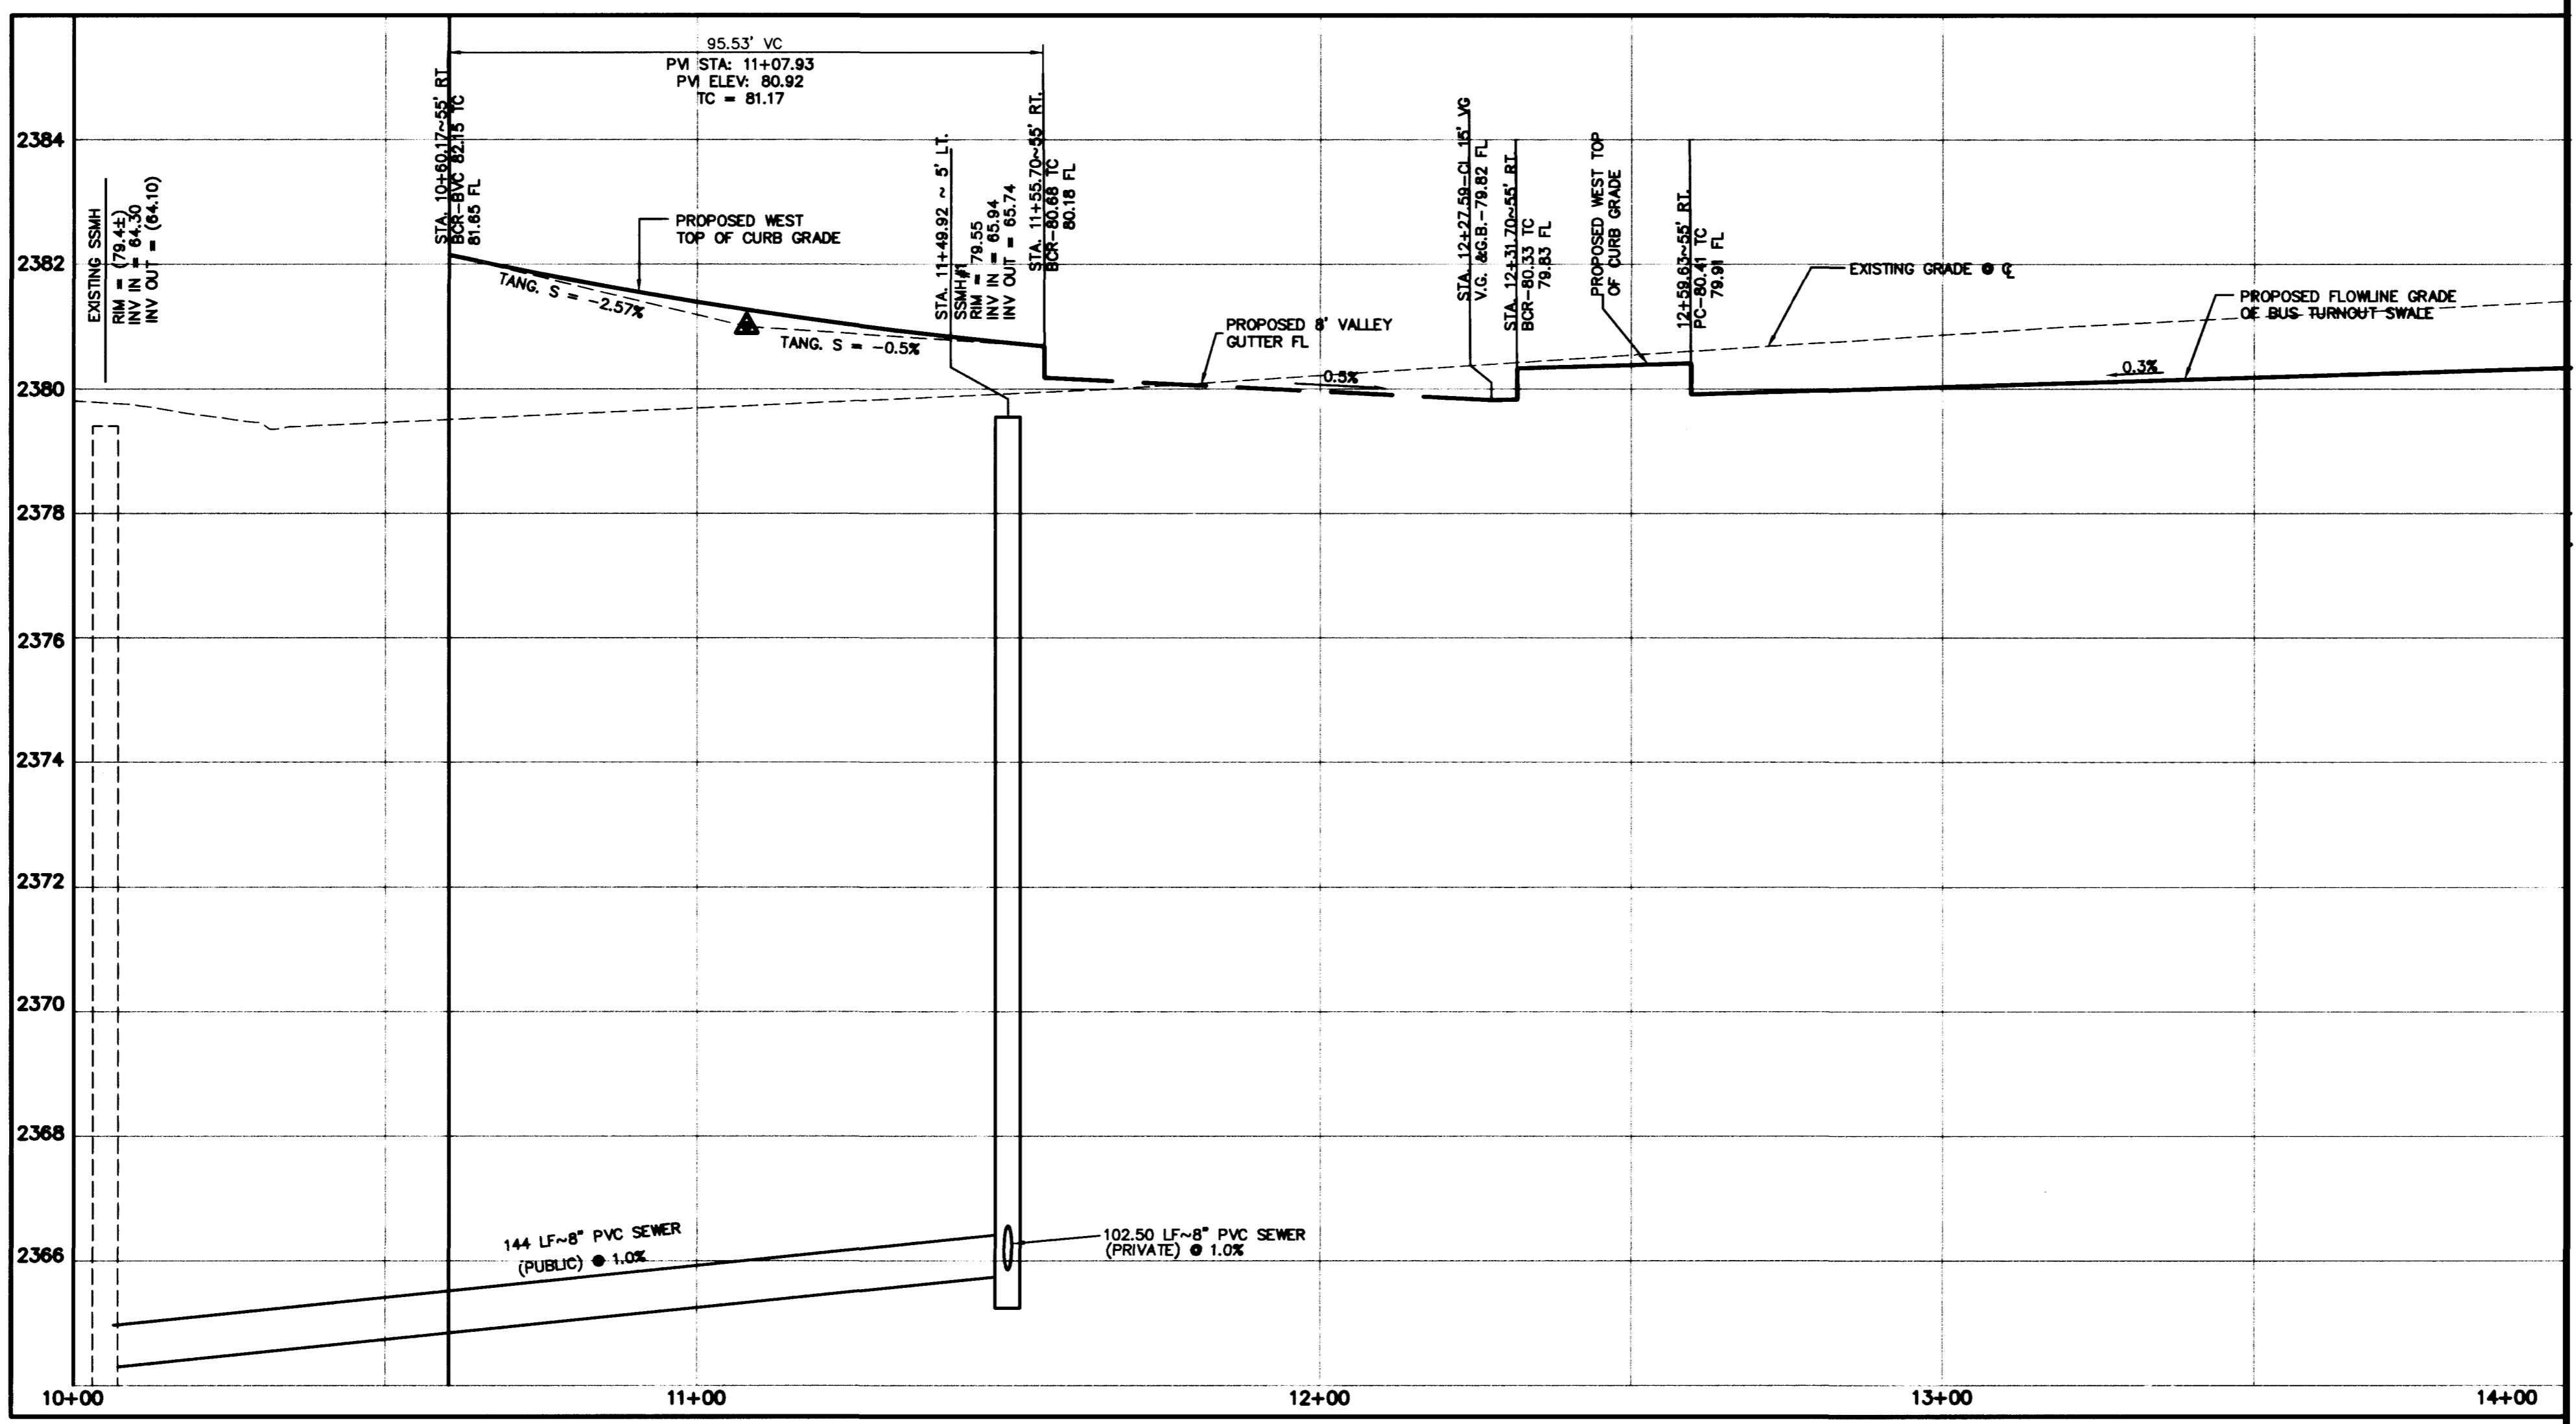 95.53' VC
PVI STA: 11+07.93
PVI ELEV: 80.92
TC = 81.17
STA. 10+60.17~55' RT.
BCR-BVC 82.15 TC
81.65 FL
2384
2382
2380
2378
2376
2374
2372
2370
2368
2366
EXISTING SSMH
RIM = (79.4±)
INV IN = 64.30
INV OUT = (64.10)
PROPOSED WEST
TOP OF CURB GRADE
TANG. S = -2.57%
TANG. S = -0.5%
STA. 11+49.92 ~ 5' LT.
SSMH#1
RIM = 79.55
INV IN = 65.94
INV OUT = 65.74
STA. 11+55.70~55' RT.
BCR-80.68 TC
80.18 FL
PROPOSED 8' VALLEY
GUTTER FL
0.5%
STA. 12+27.59-CL 15' VG
V.G. &G.B.-79.82 FL
STA. 12+31.70~55' RT.
BCR-80.33 TC
79.83 FL
PROPOSED WEST TOP
OF CURB GRADE
12+59.63~55' RT.
PC-80.41 TC
79.91 FL
EXISTING GRADE @ ℄
0.3%
PROPOSED FLOWLINE GRADE
OF BUS TURNOUT SWALE
144 LF~8" PVC SEWER
(PUBLIC) @ 1.0%
102.50 LF~8" PVC SEWER
(PRIVATE) @ 1.0%
10+00
11+00
12+00
13+00
14+00